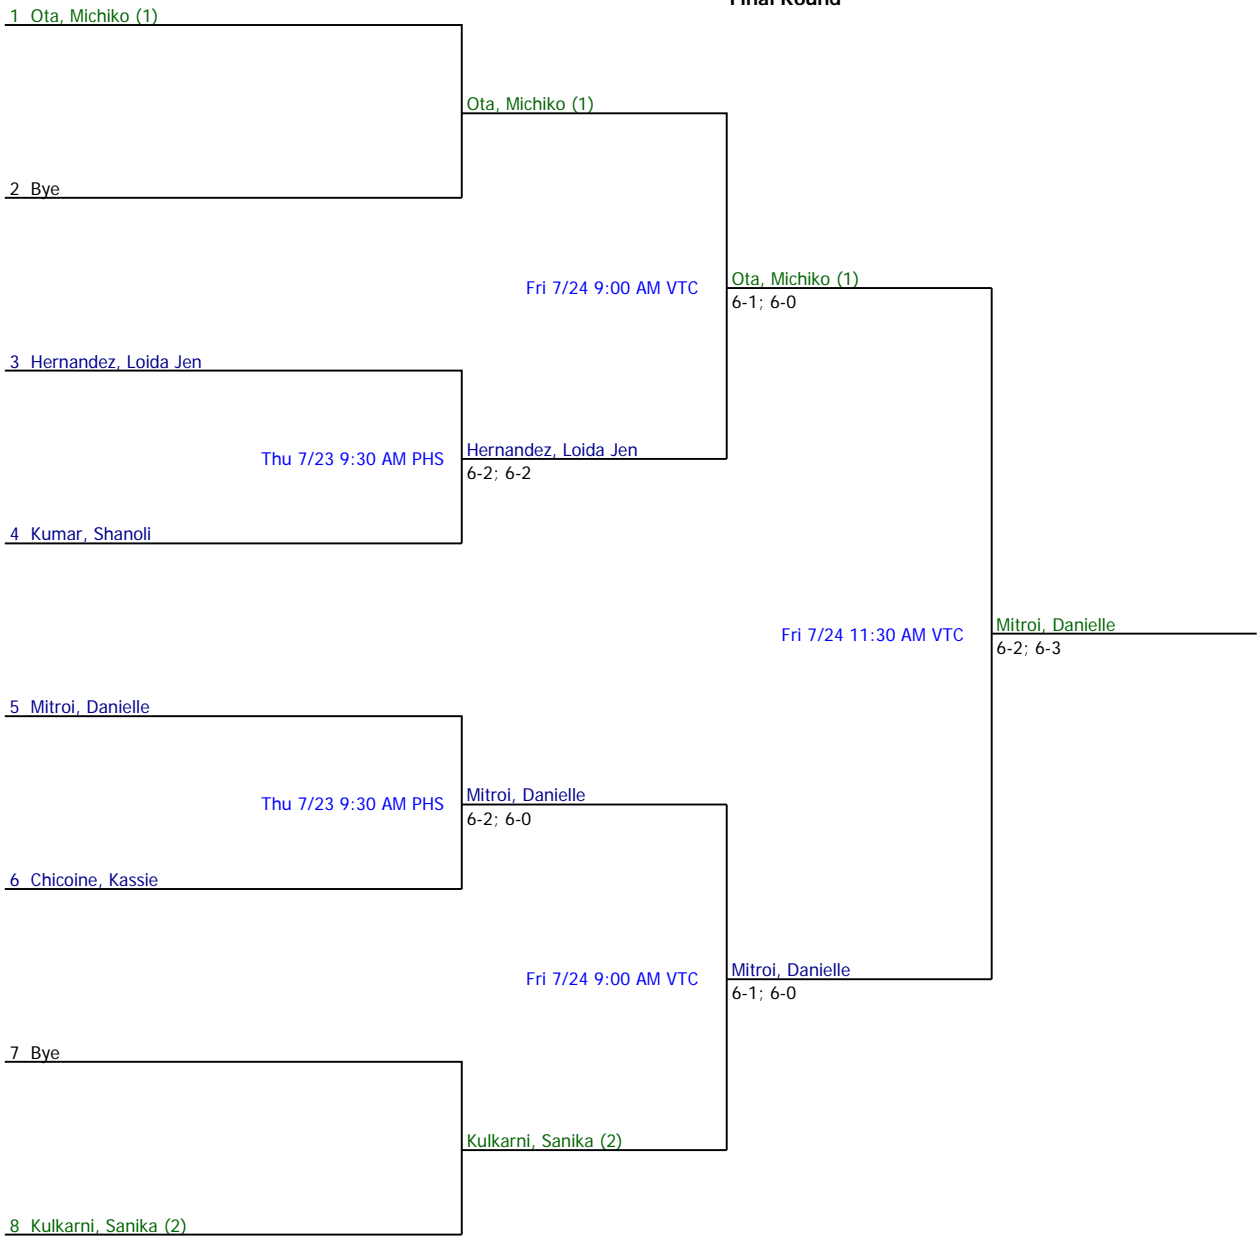 Final Round
1 Ota, Michiko (1)
Ota, Michiko (1)
2 Bye
Fri 7/24 9:00 AM VTC
Ota, Michiko (1)
6-1; 6-0
3 Hernandez, Loida Jen
Thu 7/23 9:30 AM PHS
Hernandez, Loida Jen
6-2; 6-2
4 Kumar, Shanoli
Fri 7/24 11:30 AM VTC
Mitroi, Danielle
6-2; 6-3
5 Mitroi, Danielle
Thu 7/23 9:30 AM PHS
Mitroi, Danielle
6-2; 6-0
6 Chicoine, Kassie
Fri 7/24 9:00 AM VTC
Mitroi, Danielle
6-1; 6-0
7 Bye
Kulkarni, Sanika (2)
8 Kulkarni, Sanika (2)